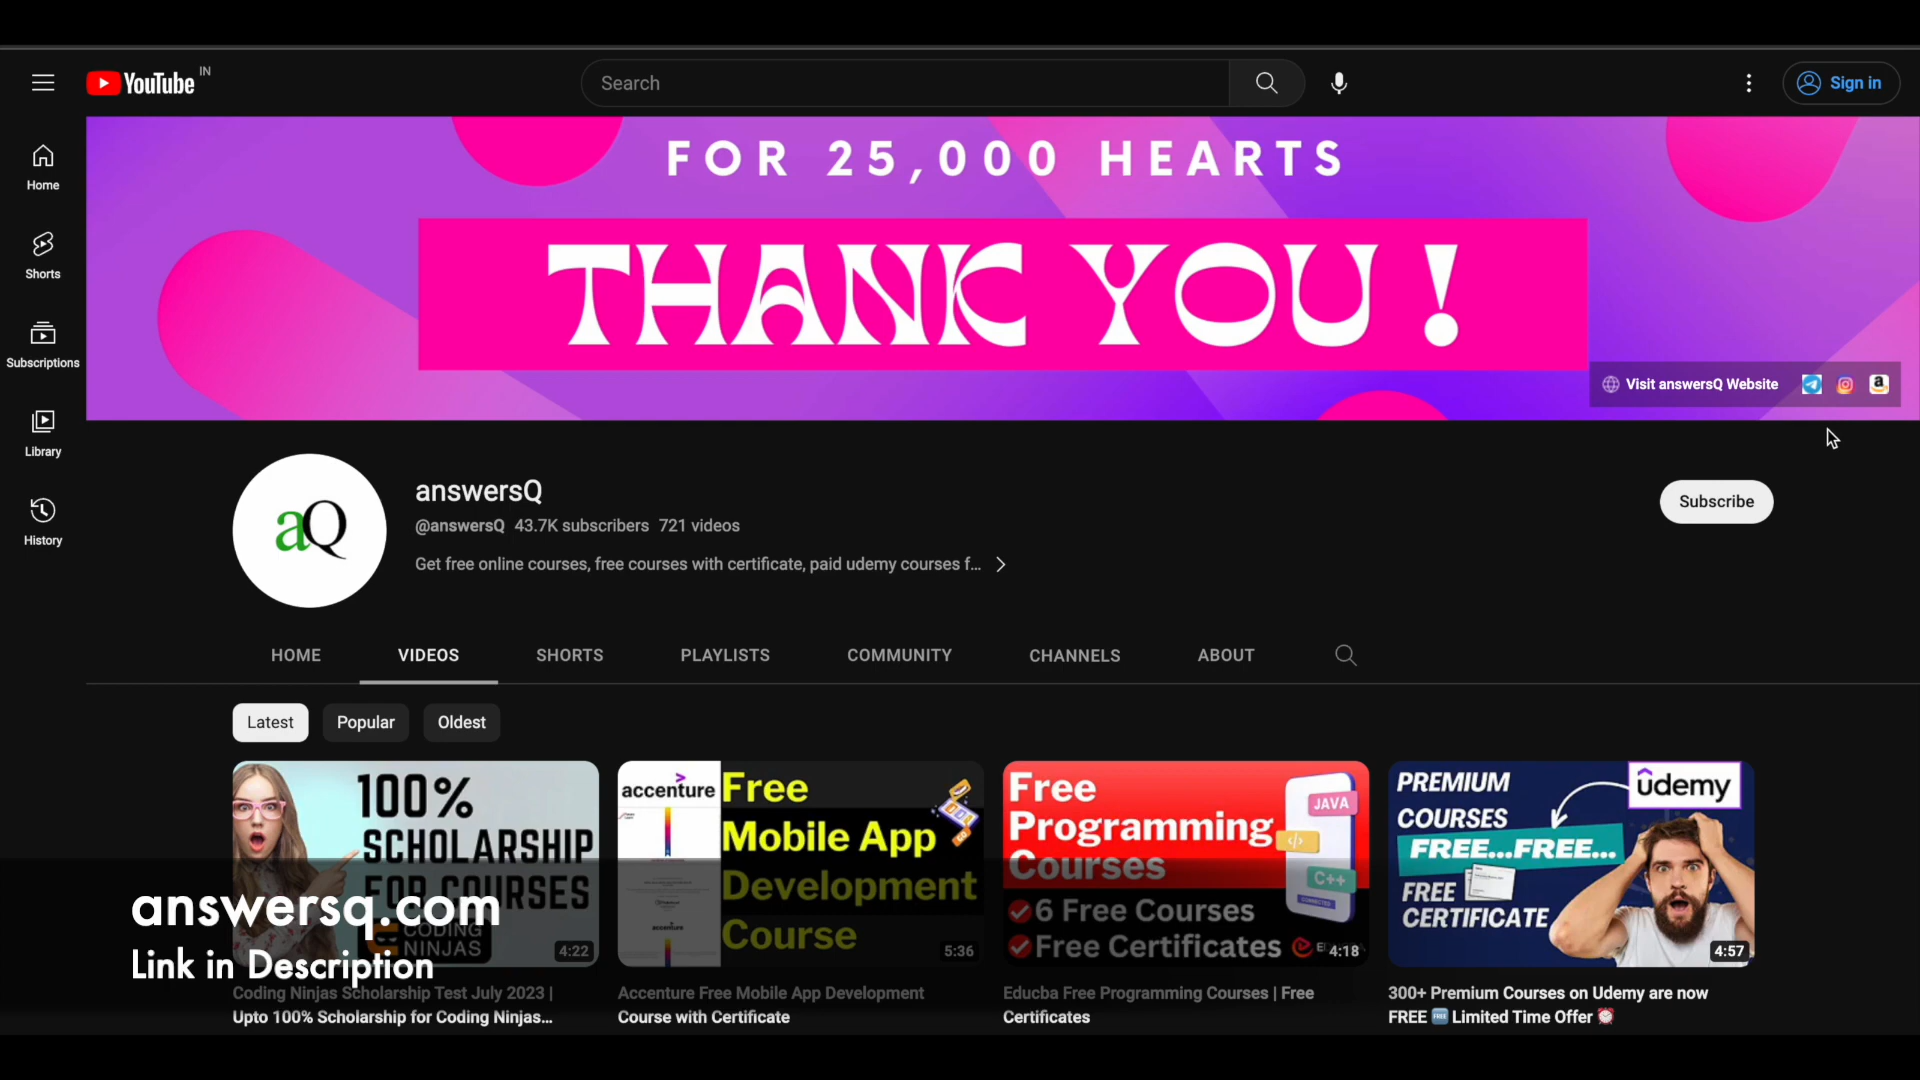 YouTube IN
Search
Sign in
Home
Shorts
Subscriptions
Library
History
FOR 25,000 HEARTS
THANK YOU !
Visit answersQ Website
aQ
answersQ
@answersQ 43.7K subscribers 721 videos
Get free online courses, free courses with certificate, paid udemy courses f...
Subscribe
HOME VIDEOS SHORTS PLAYLISTS COMMUNITY CHANNELS ABOUT
Latest Popular Oldest
100%
SCHOLARSHIP
FOR COURSES
CODING
NINJAS
4:22
accenture
Free
Mobile App
Development
Course
accenture
5:36
Free
Programming
Courses
6 Free Courses
Free Certificates
JAVA
</>
C++
4:18
PREMIUM
COURSES
FREE...FREE...
FREE
CERTIFICATE
udemy
4:57
answersq.com
Link in Description
Coding Ninjas Scholarship Test July 2023 |
Upto 100% Scholarship for Coding Ninjas...
Accenture Free Mobile App Development
Course with Certificate
Educba Free Programming Courses | Free
Certificates
300+ Premium Courses on Udemy are now
FREE 🆓 Limited Time Offer ⏰